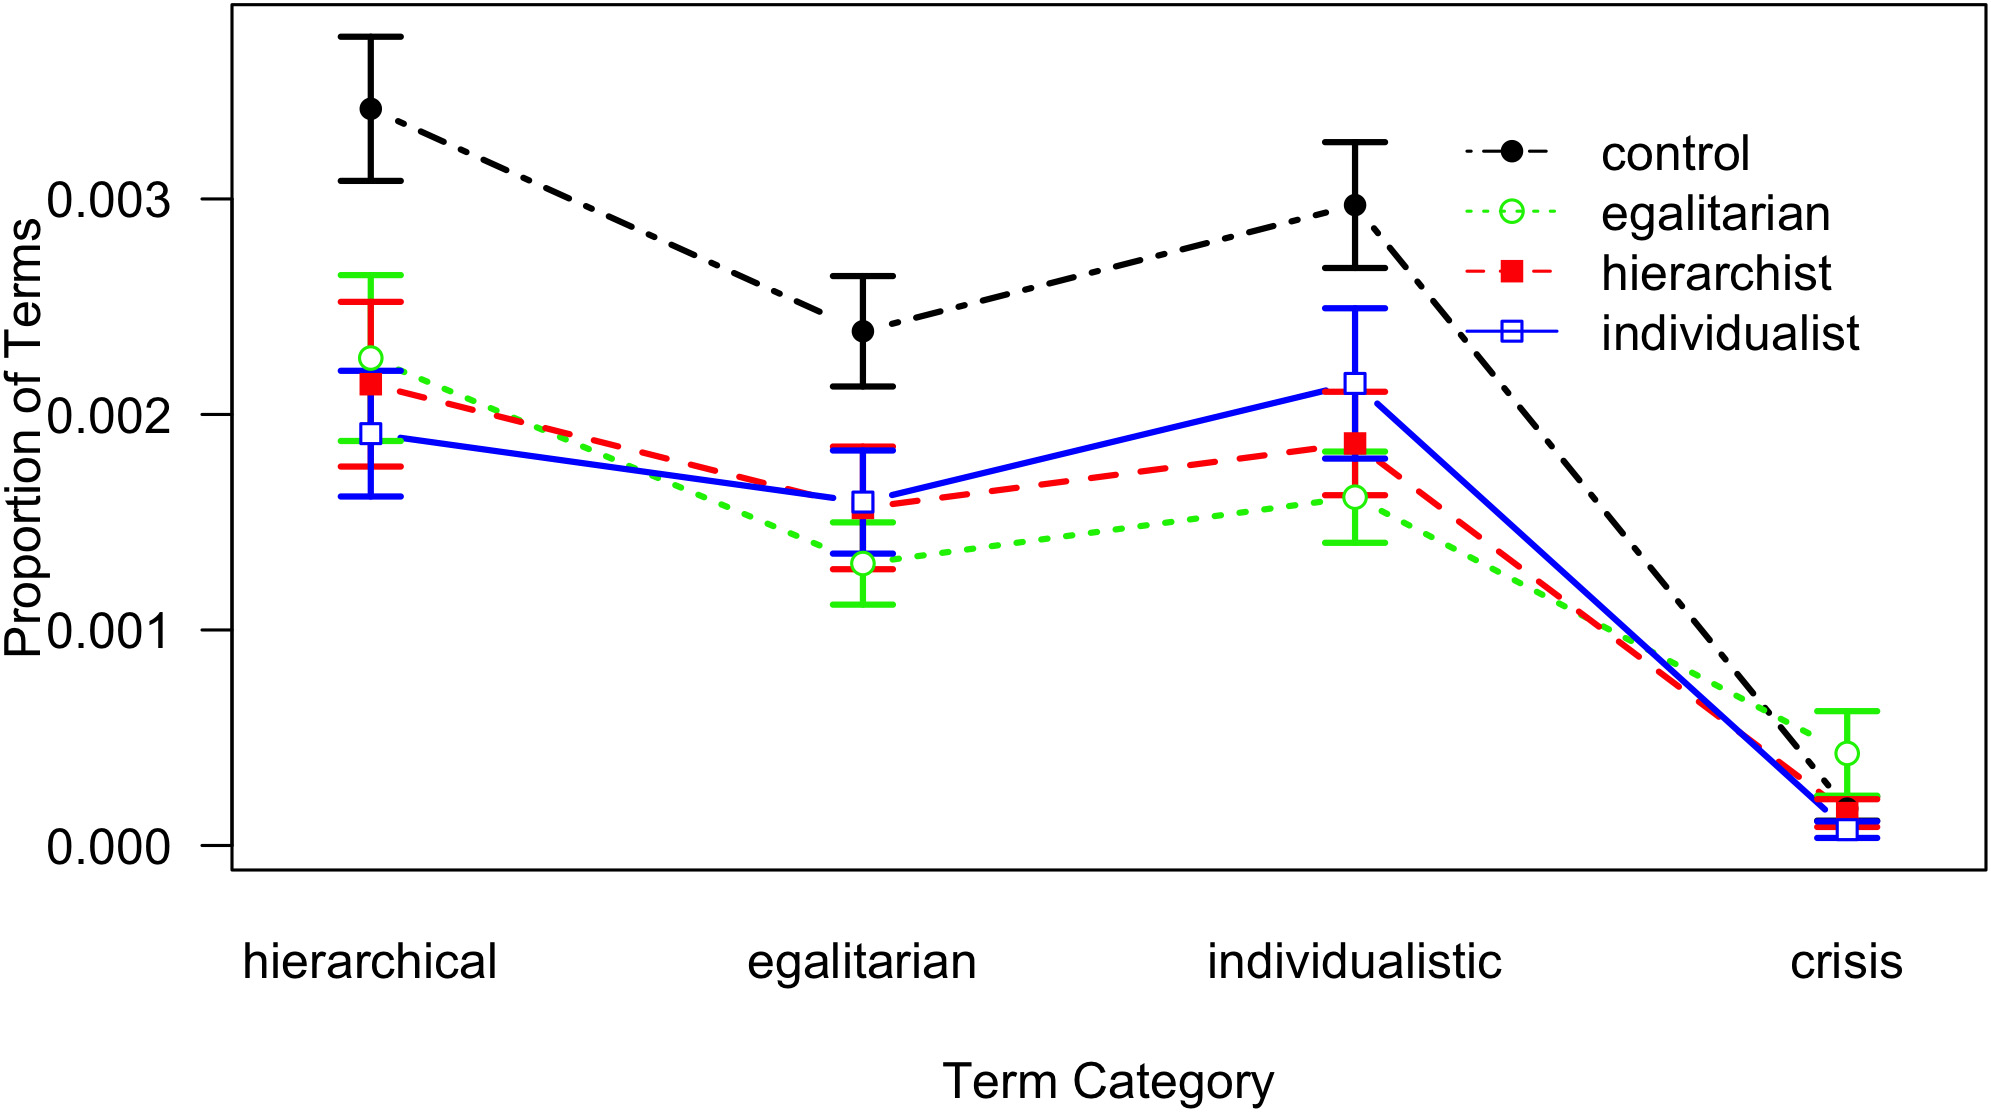 Proportion of Terms
0.003
0.002
0.001
0.000
control
egalitarian
hierarchist
individualist
hierarchical egalitarian individualistic crisis
Term Category